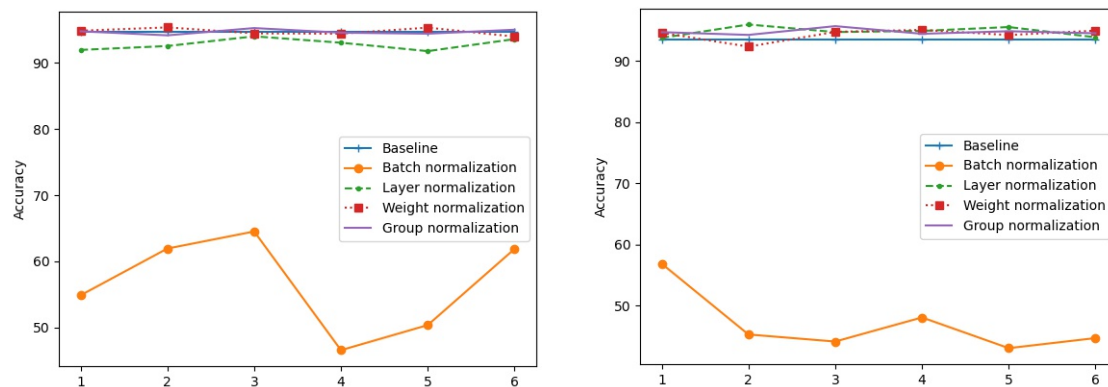 90
80
70
60
50
Accuracy
1 2 3 4 5 6
Baseline
Batch normalization
Layer normalization
Weight normalization
Group normalization
90
80
70
60
50
Accuracy
1 2 3 4 5 6
Baseline
Batch normalization
Layer normalization
Weight normalization
Group normalization